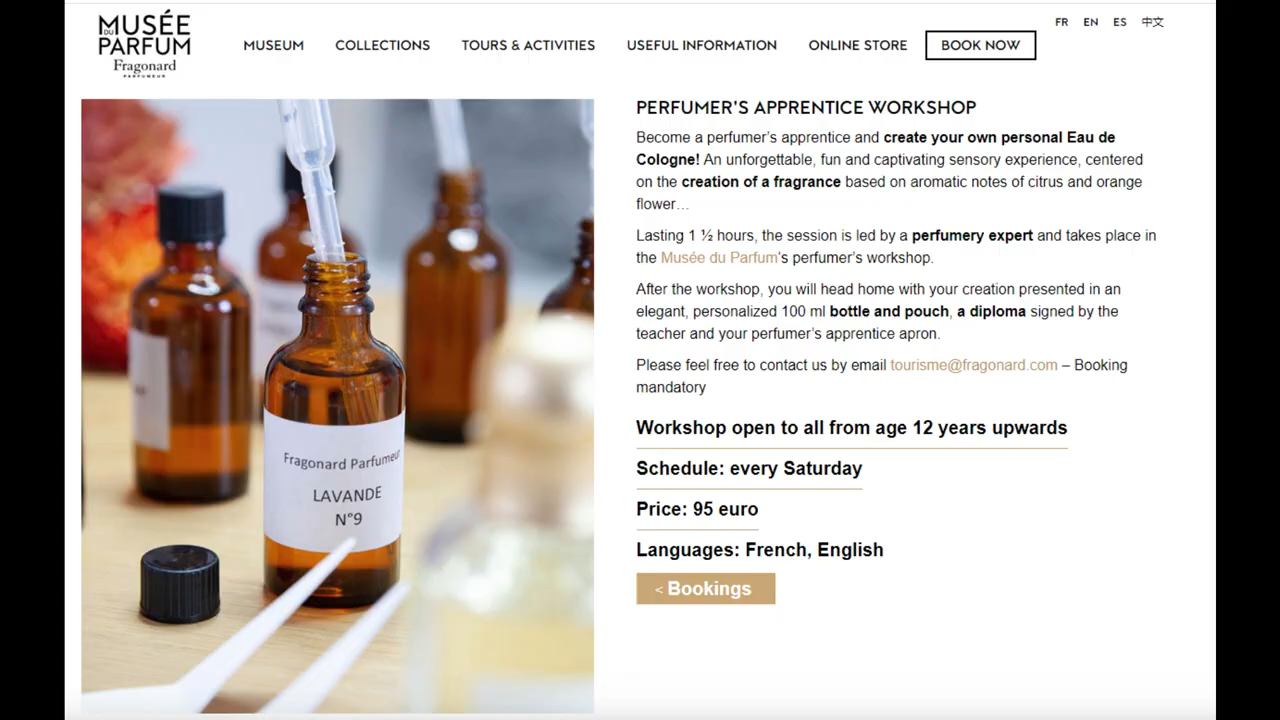 MUSÉE
DU
PARFUM
Fragonard
PARFUMEUR
MUSEUM
COLLECTIONS
TOURS & ACTIVITIES
USEFUL INFORMATION
ONLINE STORE
BOOK NOW
FR EN ES 中文
Fragonard Parfumeur
LAVANDE
N°9
PERFUMER'S APPRENTICE WORKSHOP
Become a perfumer's apprentice and create your own personal Eau de
Cologne! An unforgettable, fun and captivating sensory experience, centered
on the creation of a fragrance based on aromatic notes of citrus and orange
flower…
Lasting 1 ½ hours, the session is led by a perfumery expert and takes place in
the Musée du Parfum's perfumer's workshop.
After the workshop, you will head home with your creation presented in an
elegant, personalized 100 ml bottle and pouch, a diploma signed by the
teacher and your perfumer's apprentice apron.
Please feel free to contact us by email tourisme@fragonard.com – Booking
mandatory
Workshop open to all from age 12 years upwards
Schedule: every Saturday
Price: 95 euro
Languages: French, English
< Bookings